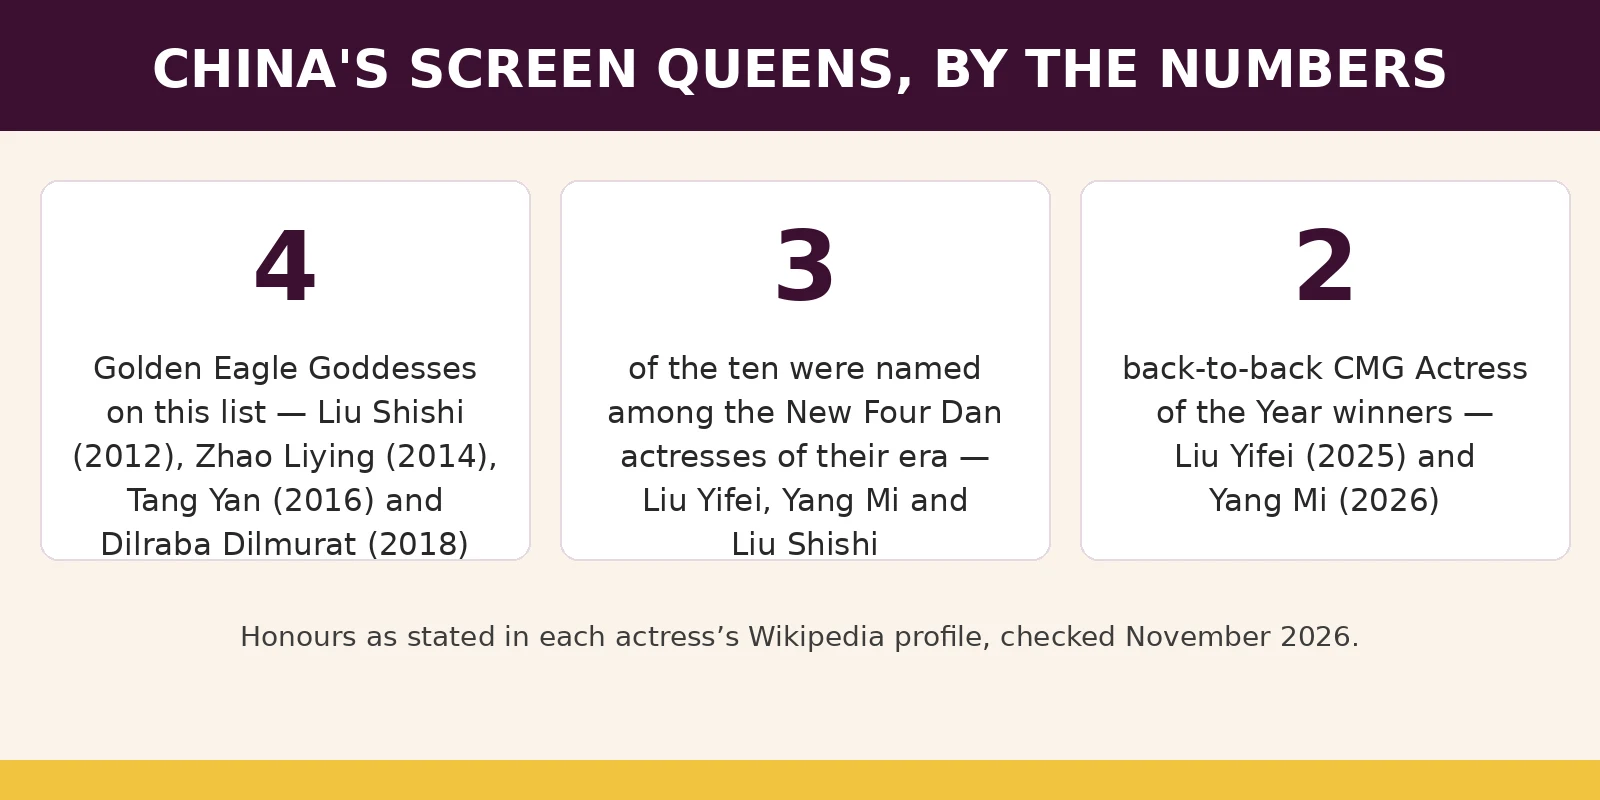 CHINA'S SCREEN QUEENS, BY THE NUMBERS
4
Golden Eagle Goddesses
on this list — Liu Shishi
(2012), Zhao Liying (2014),
Tang Yan (2016) and
Dilraba Dilmurat (2018)
3
of the ten were named
among the New Four Dan
actresses of their era —
Liu Yifei, Yang Mi and
Liu Shishi
2
back-to-back CMG Actress
of the Year winners —
Liu Yifei (2025) and
Yang Mi (2026)
Honours as stated in each actress’s Wikipedia profile, checked November 2026.